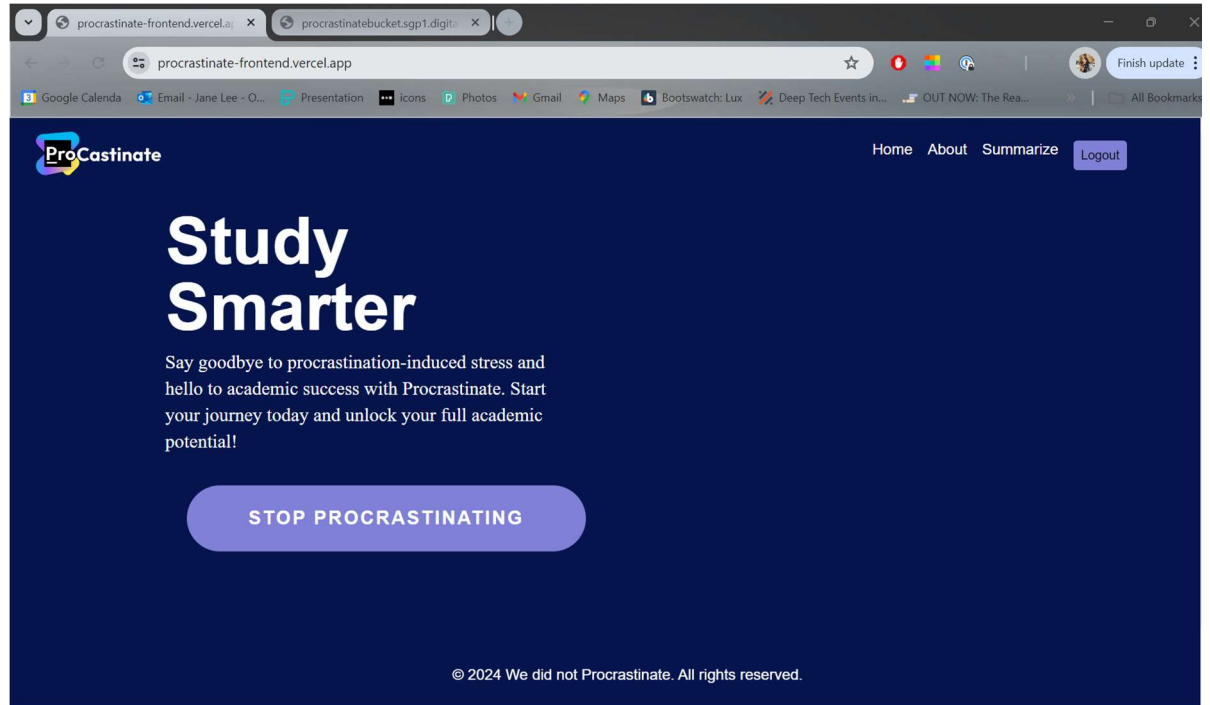 procrastinate-frontend.vercel.a
procrastinatebucket.sgp1.digita
procrastinate-frontend.vercel.app
Finish update
Google Calenda Email - Jane Lee - O... Presentation icons Photos Gmail Maps Bootswatch: Lux Deep Tech Events in... OUT NOW: The Rea... All Bookmarks
ProCastinate
Home About Summarize Logout
Study
Smarter
Say goodbye to procrastination-induced stress and
hello to academic success with Procrastinate. Start
your journey today and unlock your full academic
potential!
STOP PROCRASTINATING
© 2024 We did not Procrastinate. All rights reserved.